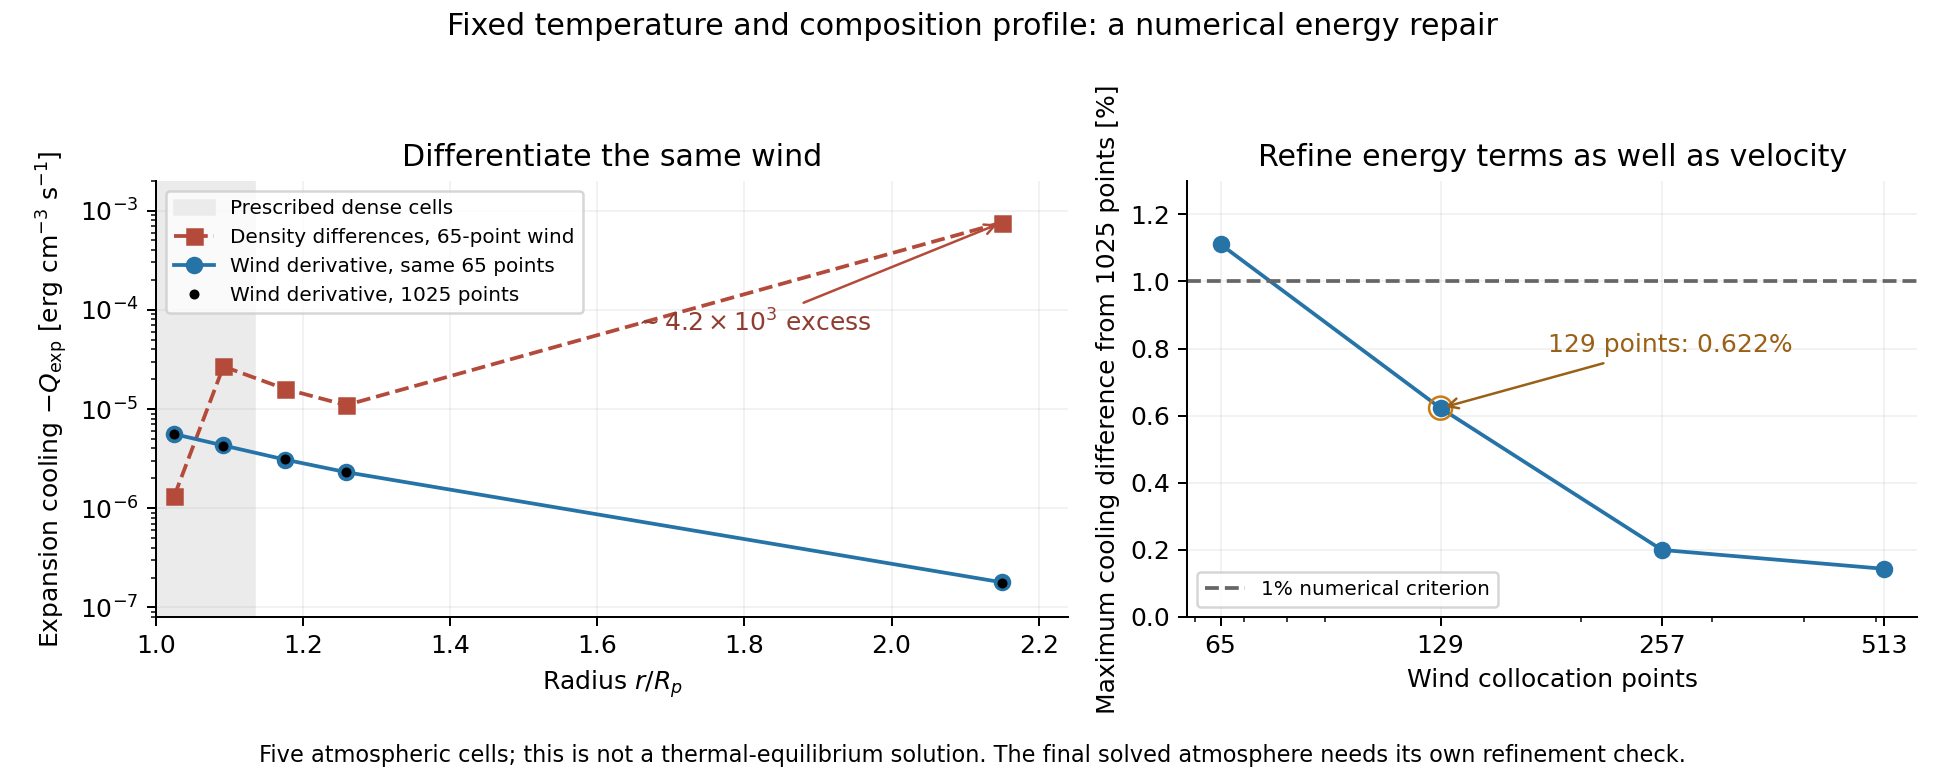 Fixed temperature and composition profile: a numerical energy repair
Differentiate the same wind
Expansion cooling −Q_exp [erg cm⁻³ s⁻¹]
10⁻³
10⁻⁴
10⁻⁵
10⁻⁶
10⁻⁷
Prescribed dense cells
Density differences, 65-point wind
Wind derivative, same 65 points
Wind derivative, 1025 points
~ 4.2 × 10³ excess
1.0 1.2 1.4 1.6 1.8 2.0 2.2
Radius r/R_p
Refine energy terms as well as velocity
Maximum cooling difference from 1025 points [%]
1.2
1.0
0.8
0.6
0.4
0.2
0.0
129 points: 0.622%
1% numerical criterion
65 129 257 513
Wind collocation points
Five atmospheric cells; this is not a thermal-equilibrium solution. The final solved atmosphere needs its own refinement check.